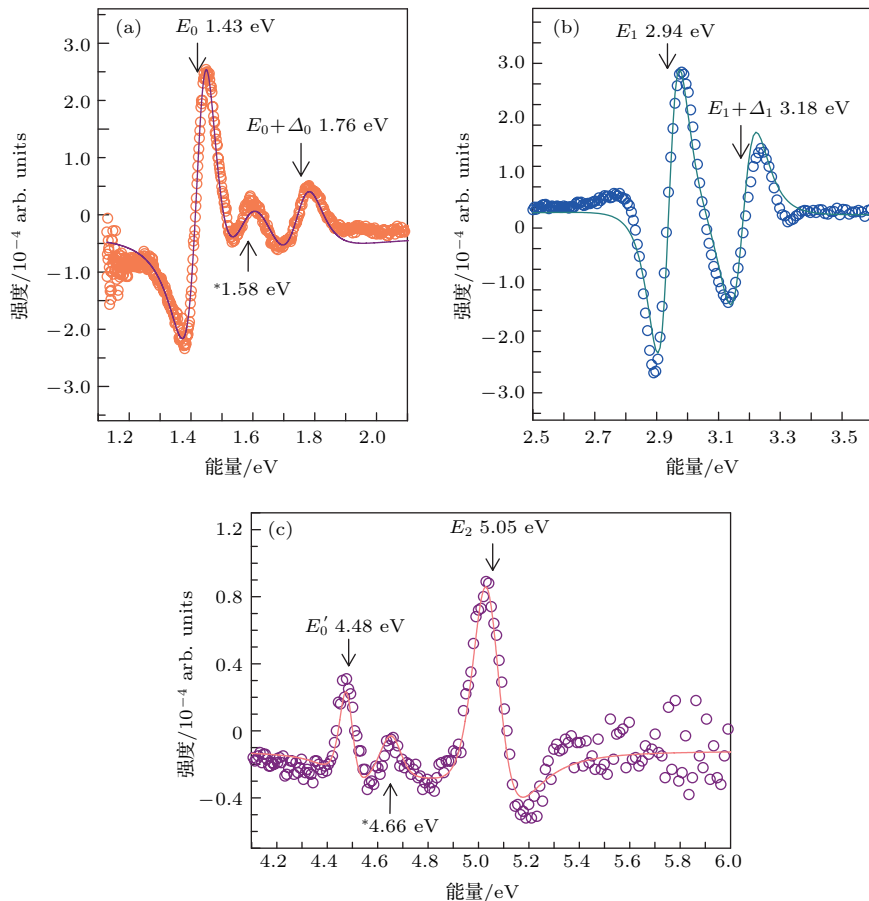 (a)
E₀ 1.43 eV
E₀+Δ₀ 1.76 eV
*1.58 eV
3.0
2.0
1.0
0
−1.0
−2.0
−3.0
强度/10⁻⁴ arb. units
1.2 1.4 1.6 1.8 2.0
能量/eV
(b)
E₁ 2.94 eV
E₁+Δ₁ 3.18 eV
3.0
2.0
1.0
0
−1.0
−2.0
−3.0
强度/10⁻⁴ arb. units
2.5 2.7 2.9 3.1 3.3 3.5
能量/eV
(c)
E₂ 5.05 eV
E₀′ 4.48 eV
*4.66 eV
1.2
0.8
0.4
0
−0.4
强度/10⁻⁴ arb. units
4.2 4.4 4.6 4.8 5.0 5.2 5.4 5.6 5.8 6.0
能量/eV